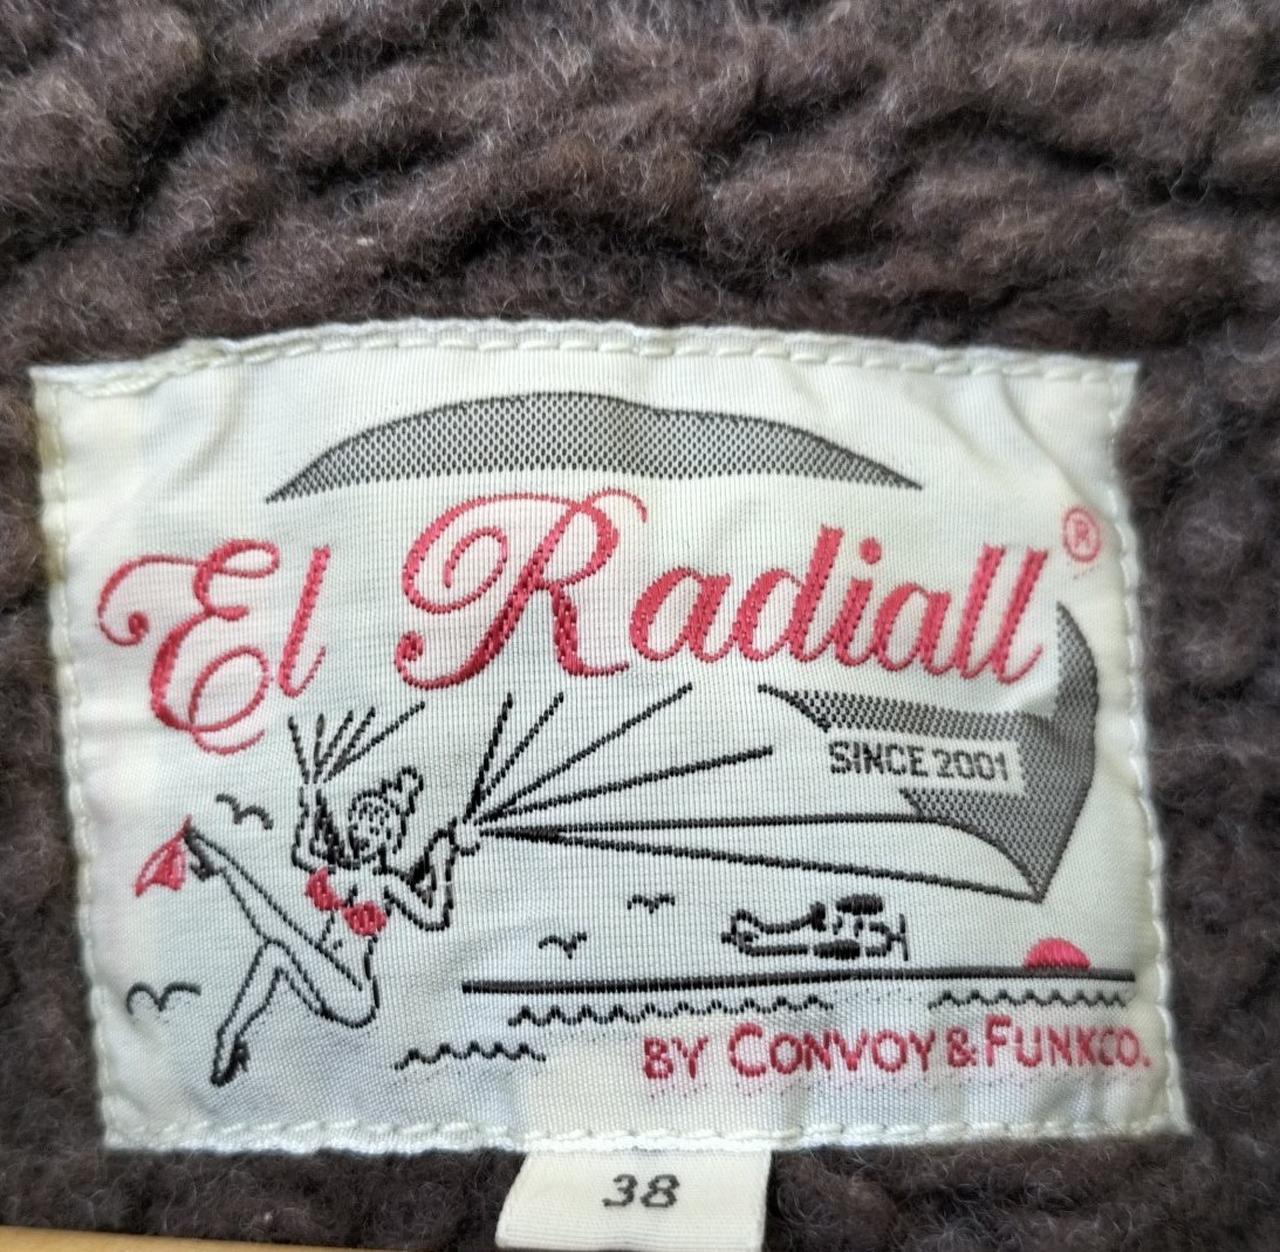 El Radiall®
SINCE 2001
BY CONVOY & FUNKCO.
38